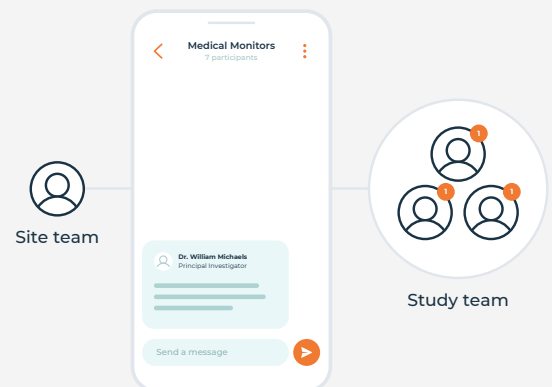 Medical Monitors
7 participants
1
1
1
Site team
Dr. William Michaels
Principal Investigator
Study team
Send a message